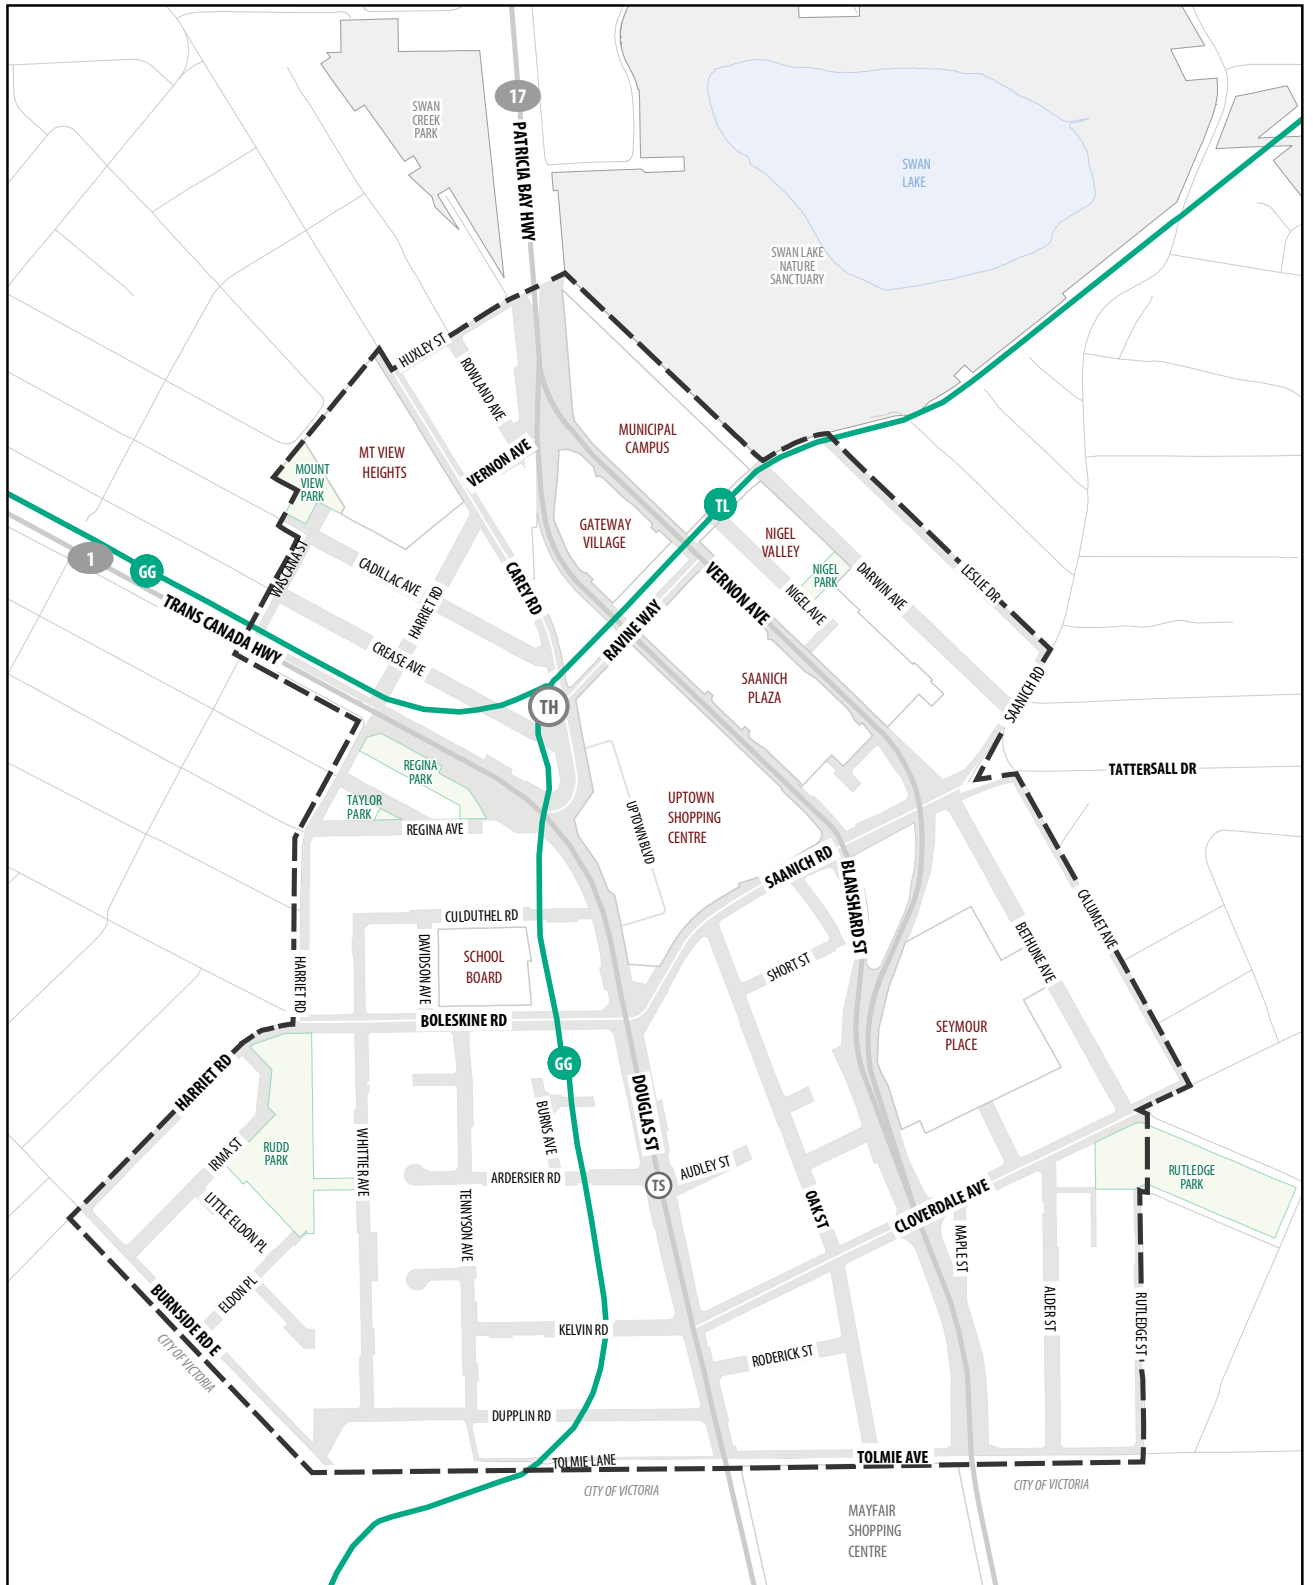 17
SWAN
CREEK
PARK
PATRICIA BAY HWY
SWAN
LAKE
SWAN LAKE
NATURE
SANCTUARY
HUXLEY ST
ROWLAND AVE
MUNICIPAL
CAMPUS
MT VIEW
HEIGHTS
VERNON AVE
MOUNT
VIEW
PARK
TL
GATEWAY
VILLAGE
NIGEL
VALLEY
1
GG
WASCANA ST
CADILLAC AVE
CAREY RD
NIGEL
PARK
DARWIN AVE
LESLIE DR
VERNON AVE
NIGEL AVE
HARRIET RD
TRANS CANADA HWY
RAVINE WAY
CREASE AVE
SAANICH
PLAZA
SAANICH RD
TH
REGINA
PARK
TATTERSALL DR
TAYLOR
PARK
UPTOWN
SHOPPING
CENTRE
UPTOWN BLVD
REGINA AVE
SAANICH RD
BLANSHARD ST
CULDUTHEL RD
CALUMET AVE
DAVIDSON AVE
SCHOOL
BOARD
HARRIET RD
SHORT ST
BETHUNE AVE
BOLESKINE RD
SEYMOUR
PLACE
GG
HARRIET RD
DOUGLAS ST
BURNS AVE
IRMA ST
RUDD
PARK
WHITTIER AVE
AUDLEY ST
RUTLEDGE
PARK
ARDERSIER RD
TS
LITTLE ELDON PL
TENNYSON AVE
OAK ST
CLOVERDALE AVE
MAPLE ST
ELDON PL
BURNSIDE RD E
ALDER ST
RUTLEDGE ST
KELVIN RD
CITY OF VICTORIA
RODERICK ST
DUPPLIN RD
TOLMIE LANE
TOLMIE AVE
CITY OF VICTORIA
CITY OF VICTORIA
MAYFAIR
SHOPPING
CENTRE